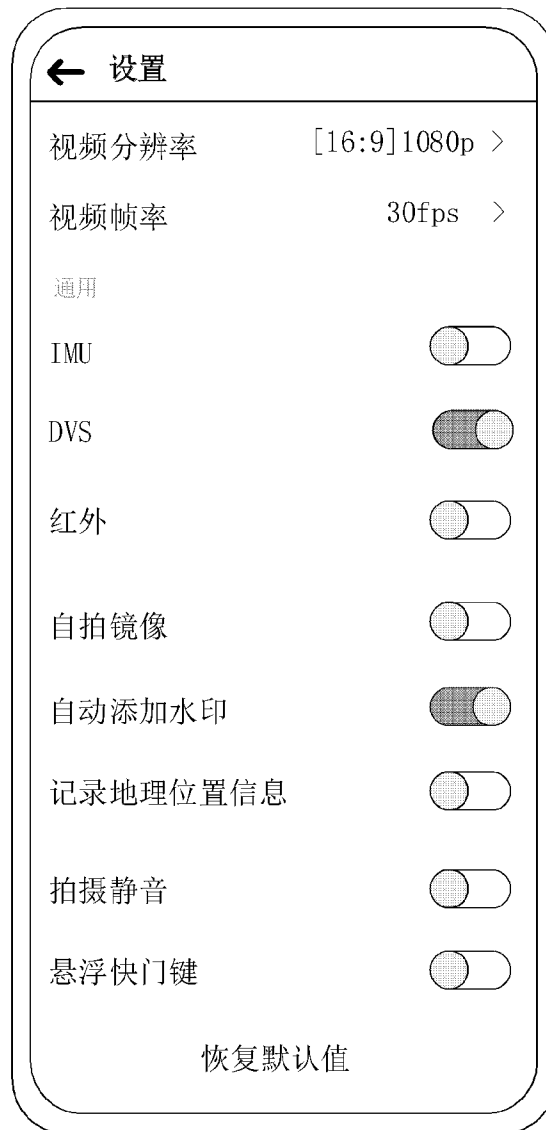 ← 设置
视频分辨率 [16:9]1080p >
视频帧率 30fps >
通用
IMU
DVS
红外
自拍镜像
自动添加水印
记录地理位置信息
拍摄静音
悬浮快门键
恢复默认值